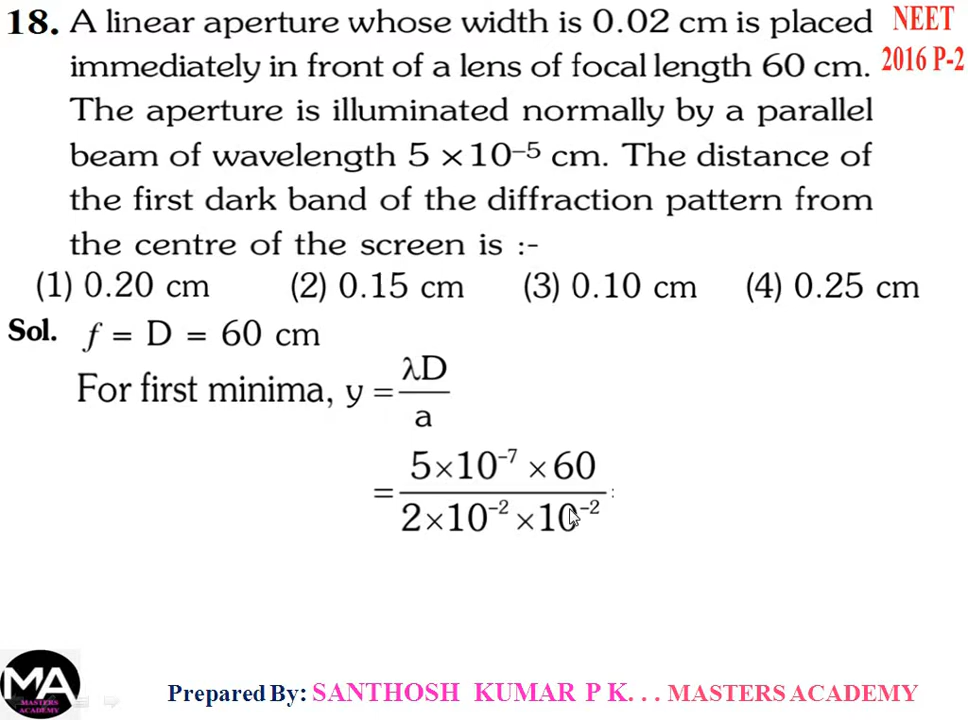 18. A linear aperture whose width is 0.02 cm is placed NEET
immediately in front of a lens of focal length 60 cm. 2016 P-2
The aperture is illuminated normally by a parallel
beam of wavelength 5 ×10⁻⁵ cm. The distance of
the first dark band of the diffraction pattern from
the centre of the screen is :-
(1) 0.20 cm (2) 0.15 cm (3) 0.10 cm (4) 0.25 cm
Sol. f = D = 60 cm
For first minima, y = λD / a
= 5×10⁻⁷ ×60 / 2×10⁻² ×10⁻²
MA
MASTERS
ACADEMY
Prepared By: SANTHOSH KUMAR P K. . . MASTERS ACADEMY